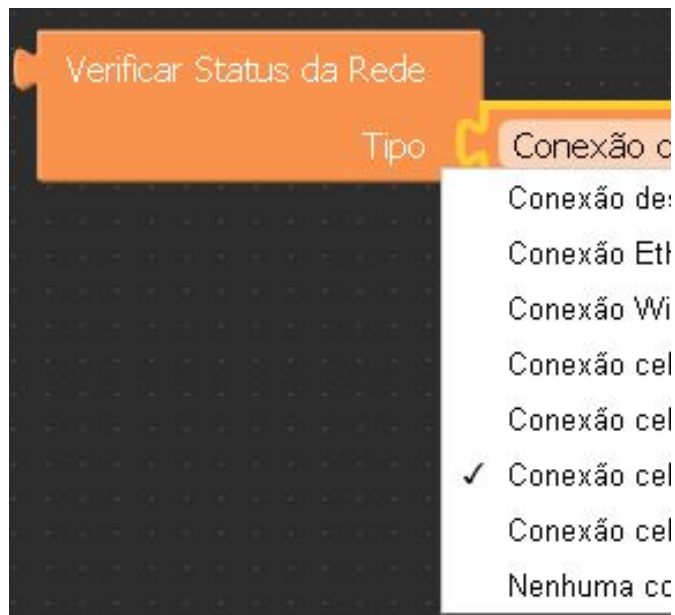 Verificar Status da Rede
Tipo
Conexão c
Conexão des
Conexão Eth
Conexão Wi
Conexão cel
Conexão cel
Conexão cel
Conexão cel
Nenhuma co